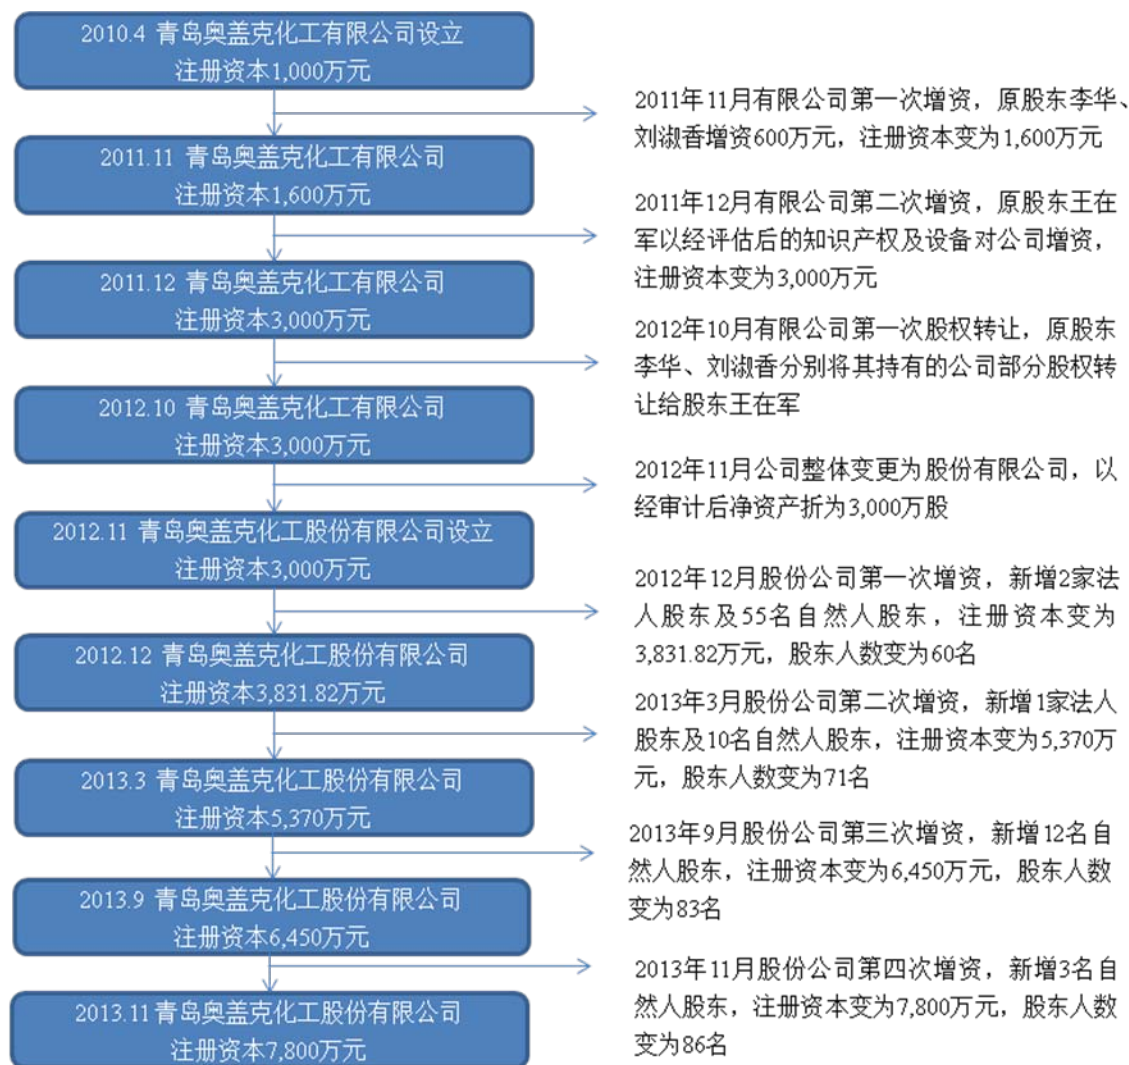 2010.4 青岛奥盖克化工有限公司设立
注册资本1,000万元
2011年11月有限公司第一次增资，原股东李华、
刘淑香增资600万元，注册资本变为1,600万元
2011.11 青岛奥盖克化工有限公司
注册资本1,600万元
2011年12月有限公司第二次增资，原股东王在
军以经评估后的知识产权及设备对公司增资，
注册资本变为3,000万元
2011.12 青岛奥盖克化工有限公司
注册资本3,000万元
2012年10月有限公司第一次股权转让，原股东
李华、刘淑香分别将其持有的公司部分股权转
让给股东王在军
2012.10 青岛奥盖克化工有限公司
注册资本3,000万元
2012年11月公司整体变更为股份有限公司，以
经审计后净资产折为3,000万股
2012.11 青岛奥盖克化工股份有限公司设立
注册资本3,000万元
2012年12月股份公司第一次增资，新增2家法
人股东及55名自然人股东，注册资本变为
3,831.82万元，股东人数变为60名
2012.12 青岛奥盖克化工股份有限公司
注册资本3,831.82万元
2013年3月股份公司第二次增资，新增1家法人
股东及10名自然人股东，注册资本变为5,370万
元，股东人数变为71名
2013.3 青岛奥盖克化工股份有限公司
注册资本5,370万元
2013年9月股份公司第三次增资，新增12名自
然人股东，注册资本变为6,450万元，股东人数
变为83名
2013.9 青岛奥盖克化工股份有限公司
注册资本6,450万元
2013年11月股份公司第四次增资，新增3名自
然人股东，注册资本变为7,800万元，股东人数
变为86名
2013.11 青岛奥盖克化工股份有限公司
注册资本7,800万元